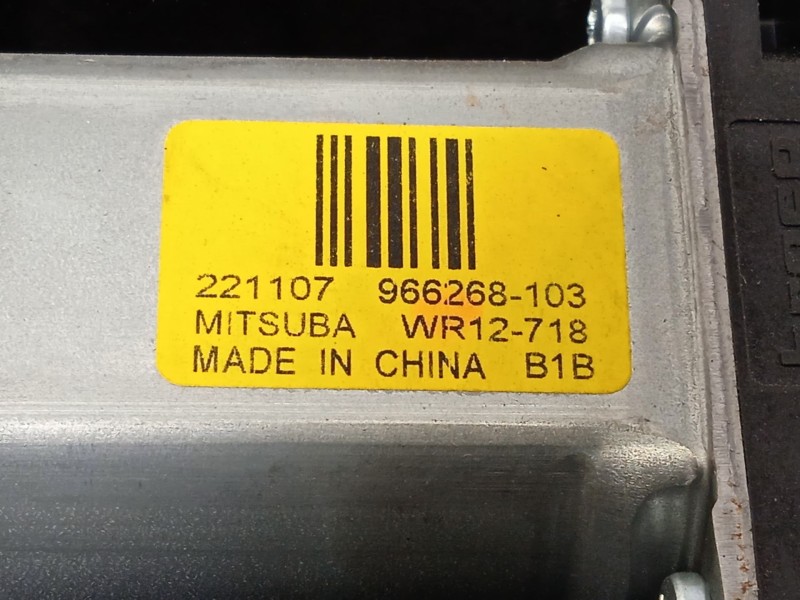 221107 966268-103
MITSUBA WR12-718
MADE IN CHINA B1B